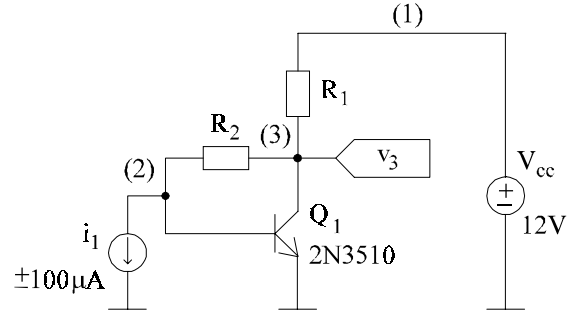 (1)
R1
R2
(3)
v3
(2)
Vcc
i1
Q1
12V
2N3510
±100µA